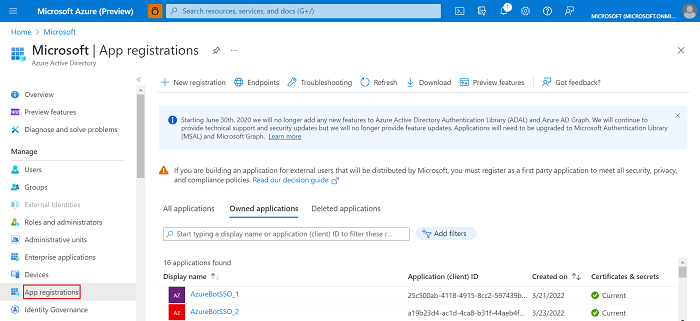 Microsoft Azure (Preview)
Search resources, services, and docs (G+/)
1
MICROSOFT (MICROSOFT.ONMI
Home > Microsoft
Microsoft | App registrations
Azure Active Directory
Overview
Preview features
Diagnose and solve problems
Manage
Users
Groups
External Identities
Roles and administrators
Administrative units
Enterprise applications
Devices
App registrations
Identity Governance
New registration
Endpoints
Troubleshooting
Refresh
Download
Preview features
Got feedback?
Starting June 30th, 2020 we will no longer add any new features to Azure Active Directory Authentication Library (ADAL) and Azure AD Graph. We will continue to
provide technical support and security updates but we will no longer provide feature updates. Applications will need to be upgraded to Microsoft Authentication Library
(MSAL) and Microsoft Graph. Learn more
If you are building an application for external users that will be distributed by Microsoft, you must register as a first party application to meet all security, privacy,
and compliance policies. Read our decision guide
All applications
Owned applications
Deleted applications
Start typing a display name or application (client) ID to filter these r...
Add filters
16 applications found
Display name
Application (client) ID
Created on
Certificates & secrets
AZ AzureBotSSO_1 25c500ab-4118-4915-8cc2-597439b... 3/21/2022 Current
AZ AzureBotSSO_2 a19b23d4-ac1d-4ca8-b31f-44aeb4f... 3/23/2022 Current